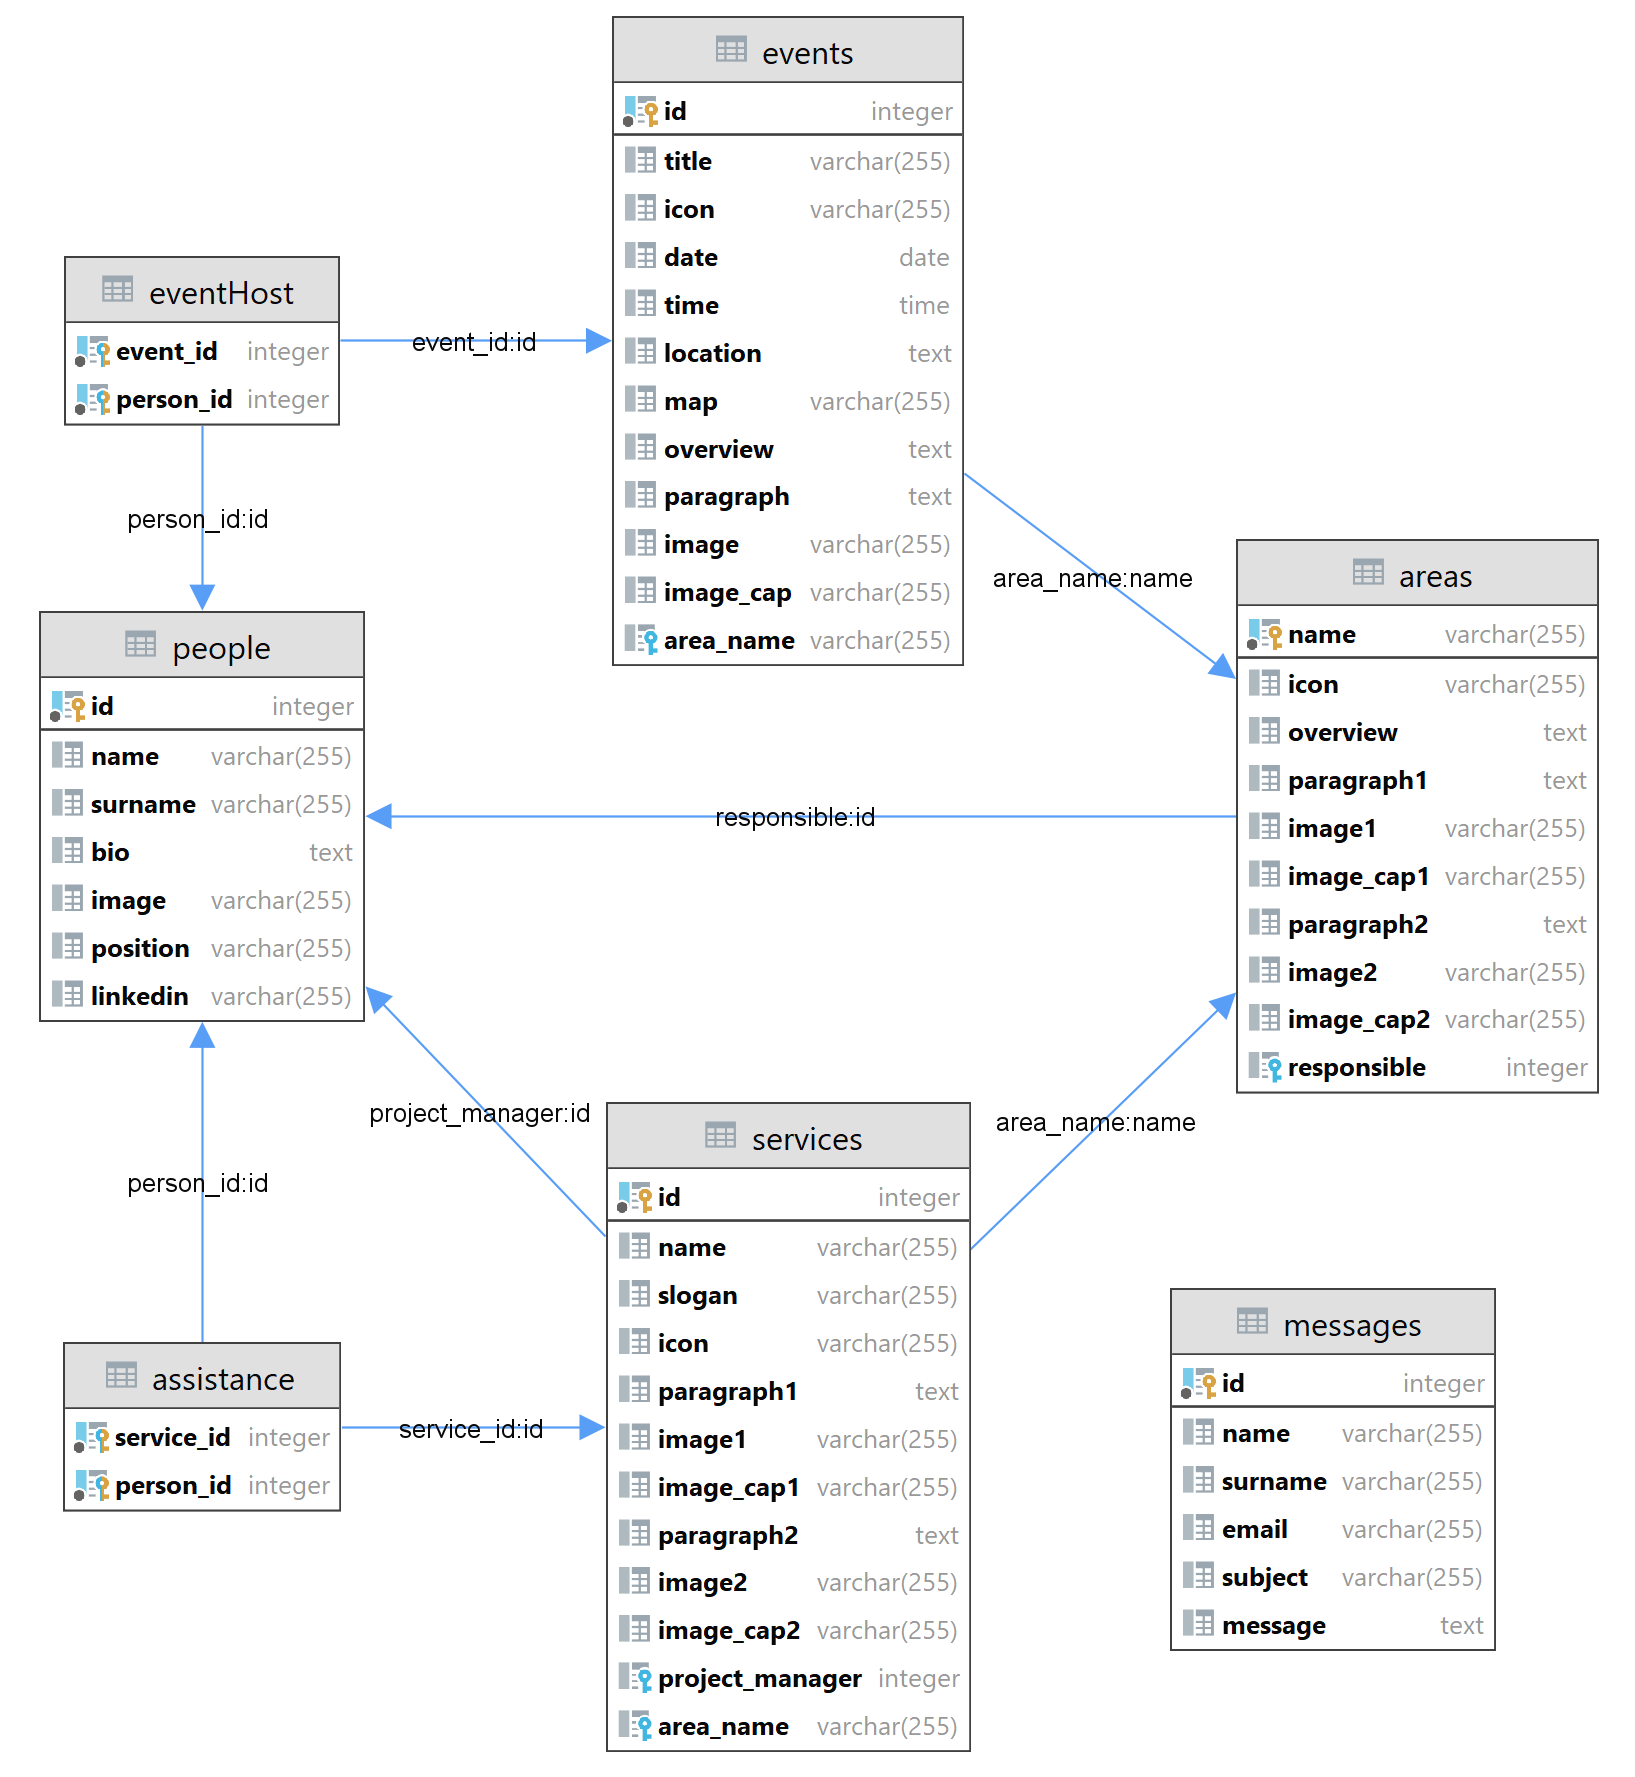 events
id integer
title varchar(255)
icon varchar(255)
date date
time time
location text
map varchar(255)
overview text
paragraph text
image varchar(255)
image_cap varchar(255)
area_name varchar(255)
eventHost
event_id integer
person_id integer
event_id:id
person_id:id
area_name:name
people
id integer
name varchar(255)
surname varchar(255)
bio text
image varchar(255)
position varchar(255)
linkedin varchar(255)
responsible:id
areas
name varchar(255)
icon varchar(255)
overview text
paragraph1 text
image1 varchar(255)
image_cap1 varchar(255)
paragraph2 text
image2 varchar(255)
image_cap2 varchar(255)
responsible integer
project_manager:id
area_name:name
person_id:id
services
id integer
name varchar(255)
slogan varchar(255)
icon varchar(255)
paragraph1 text
image1 varchar(255)
image_cap1 varchar(255)
paragraph2 text
image2 varchar(255)
image_cap2 varchar(255)
project_manager integer
area_name varchar(255)
assistance
service_id integer
person_id integer
service_id:id
messages
id integer
name varchar(255)
surname varchar(255)
email varchar(255)
subject varchar(255)
message text